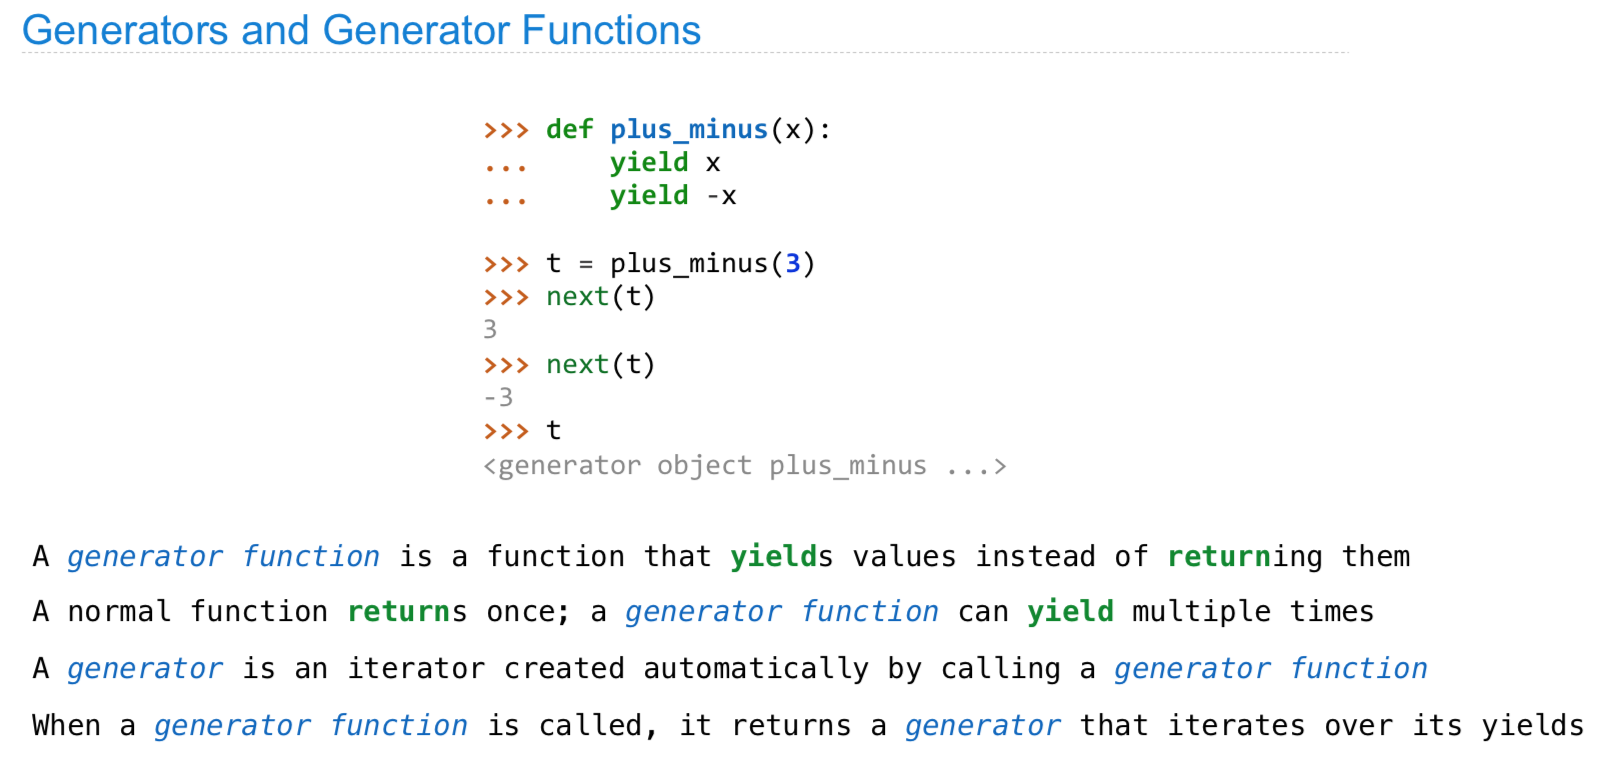 Generators and Generator Functions
>>> def plus_minus(x):
...     yield x
...     yield -x
>>> t = plus_minus(3)
>>> next(t)
3
>>> next(t)
-3
>>> t
<generator object plus_minus ...>
A generator function is a function that yields values instead of returning them
A normal function returns once; a generator function can yield multiple times
A generator is an iterator created automatically by calling a generator function
When a generator function is called, it returns a generator that iterates over its yields